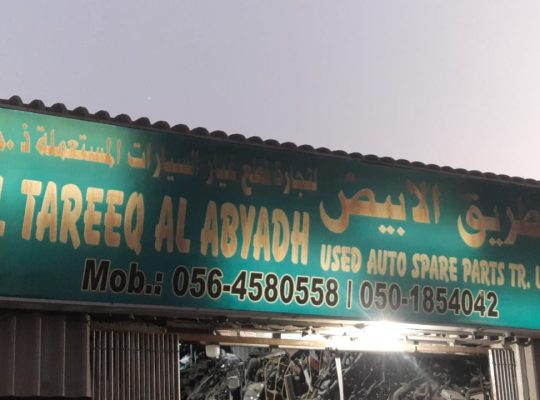 طريق الابيض
لتجارة قطع غيار السيارات المستعملة ذ.
TAREEQ AL ABYADH
USED AUTO SPARE PARTS TR.
Mob.: 056-4580558 | 050-1854042